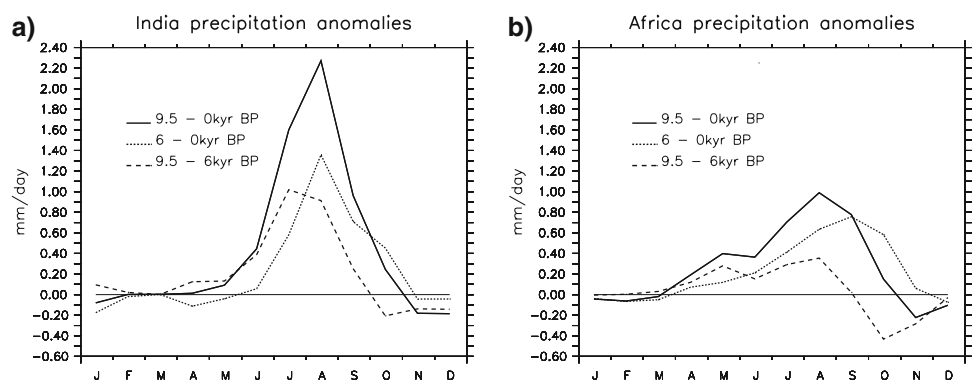 a)
India precipitation anomalies
mm/day
2.40
2.20
2.00
1.80
1.60
1.40
1.20
1.00
0.80
0.60
0.40
0.20
0.00
−0.20
−0.40
−0.60
9.5 − 0kyr BP
6 − 0kyr BP
9.5 − 6kyr BP
J F M A M J J A S O N D
b)
Africa precipitation anomalies
mm/day
2.40
2.20
2.00
1.80
1.60
1.40
1.20
1.00
0.80
0.60
0.40
0.20
0.00
−0.20
−0.40
−0.60
9.5 − 0kyr BP
6 − 0kyr BP
9.5 − 6kyr BP
J F M A M J J A S O N D